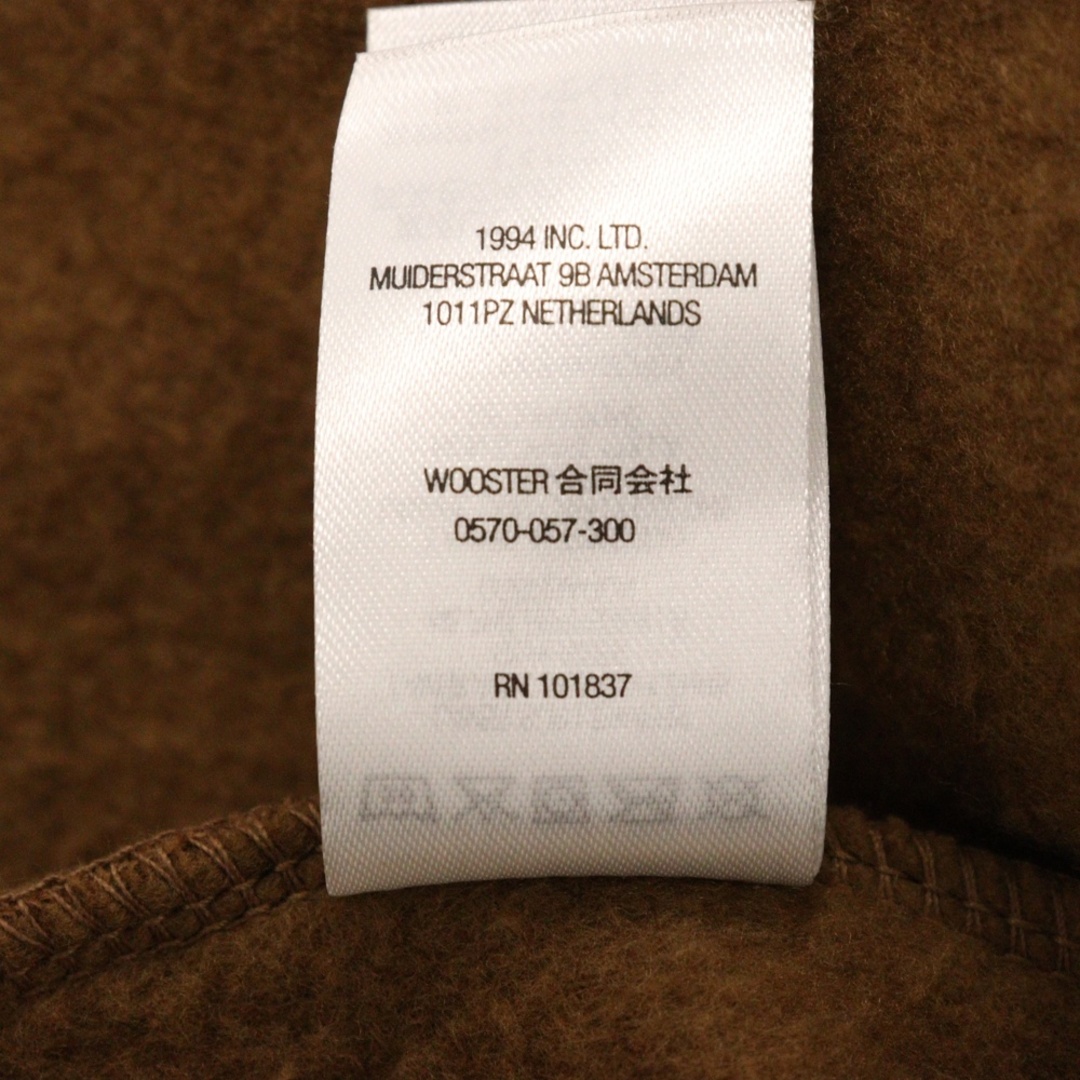 1994 INC. LTD.
MUIDERSTRAAT 9B AMSTERDAM
1011PZ NETHERLANDS
WOOSTER 合同会社
0570-057-300
RN 101837